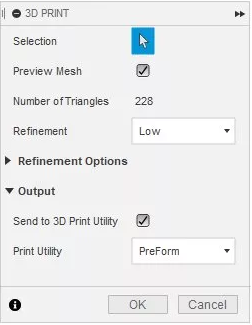 3D PRINT
Selection
Preview Mesh
Number of Triangles 228
Refinement Low
Refinement Options
Output
Send to 3D Print Utility
Print Utility PreForm
OK Cancel